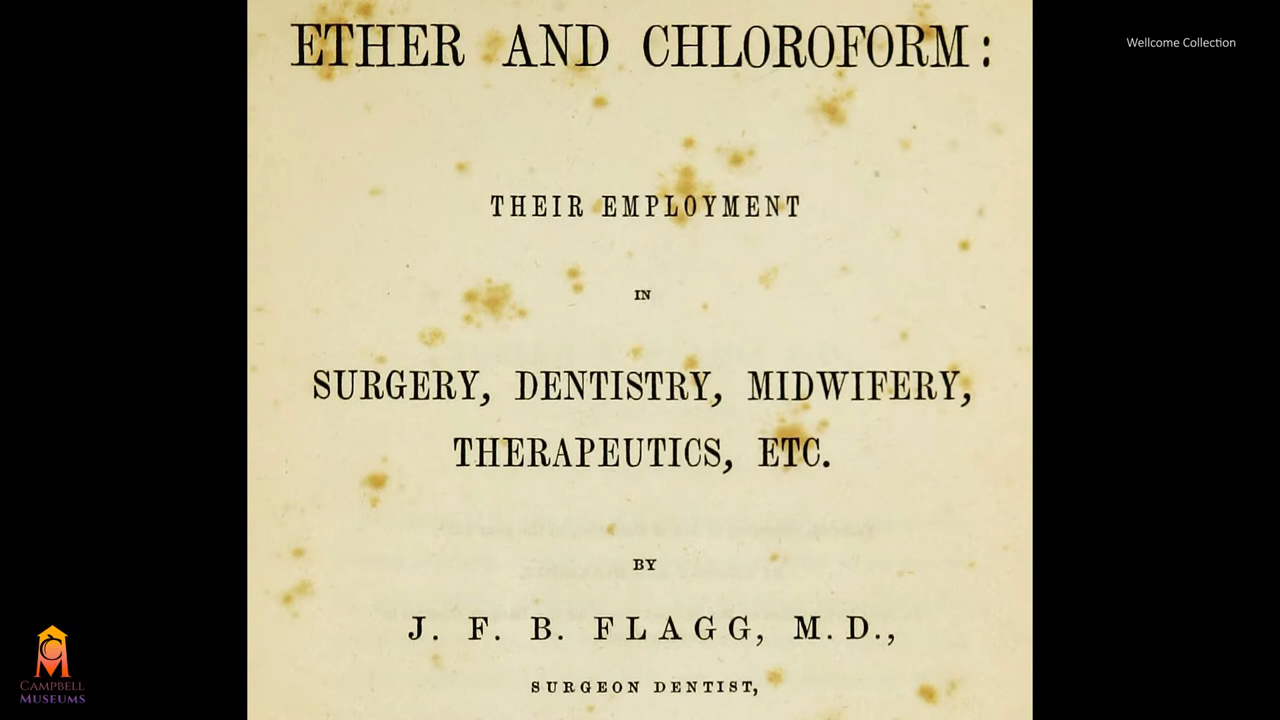 ETHER AND CHLOROFORM:
Wellcome Collection
THEIR EMPLOYMENT
IN
SURGERY, DENTISTRY, MIDWIFERY,
THERAPEUTICS, ETC.
BY
J. F. B. FLAGG, M.D.,
SURGEON DENTIST,
CAMPBELL
MUSEUMS